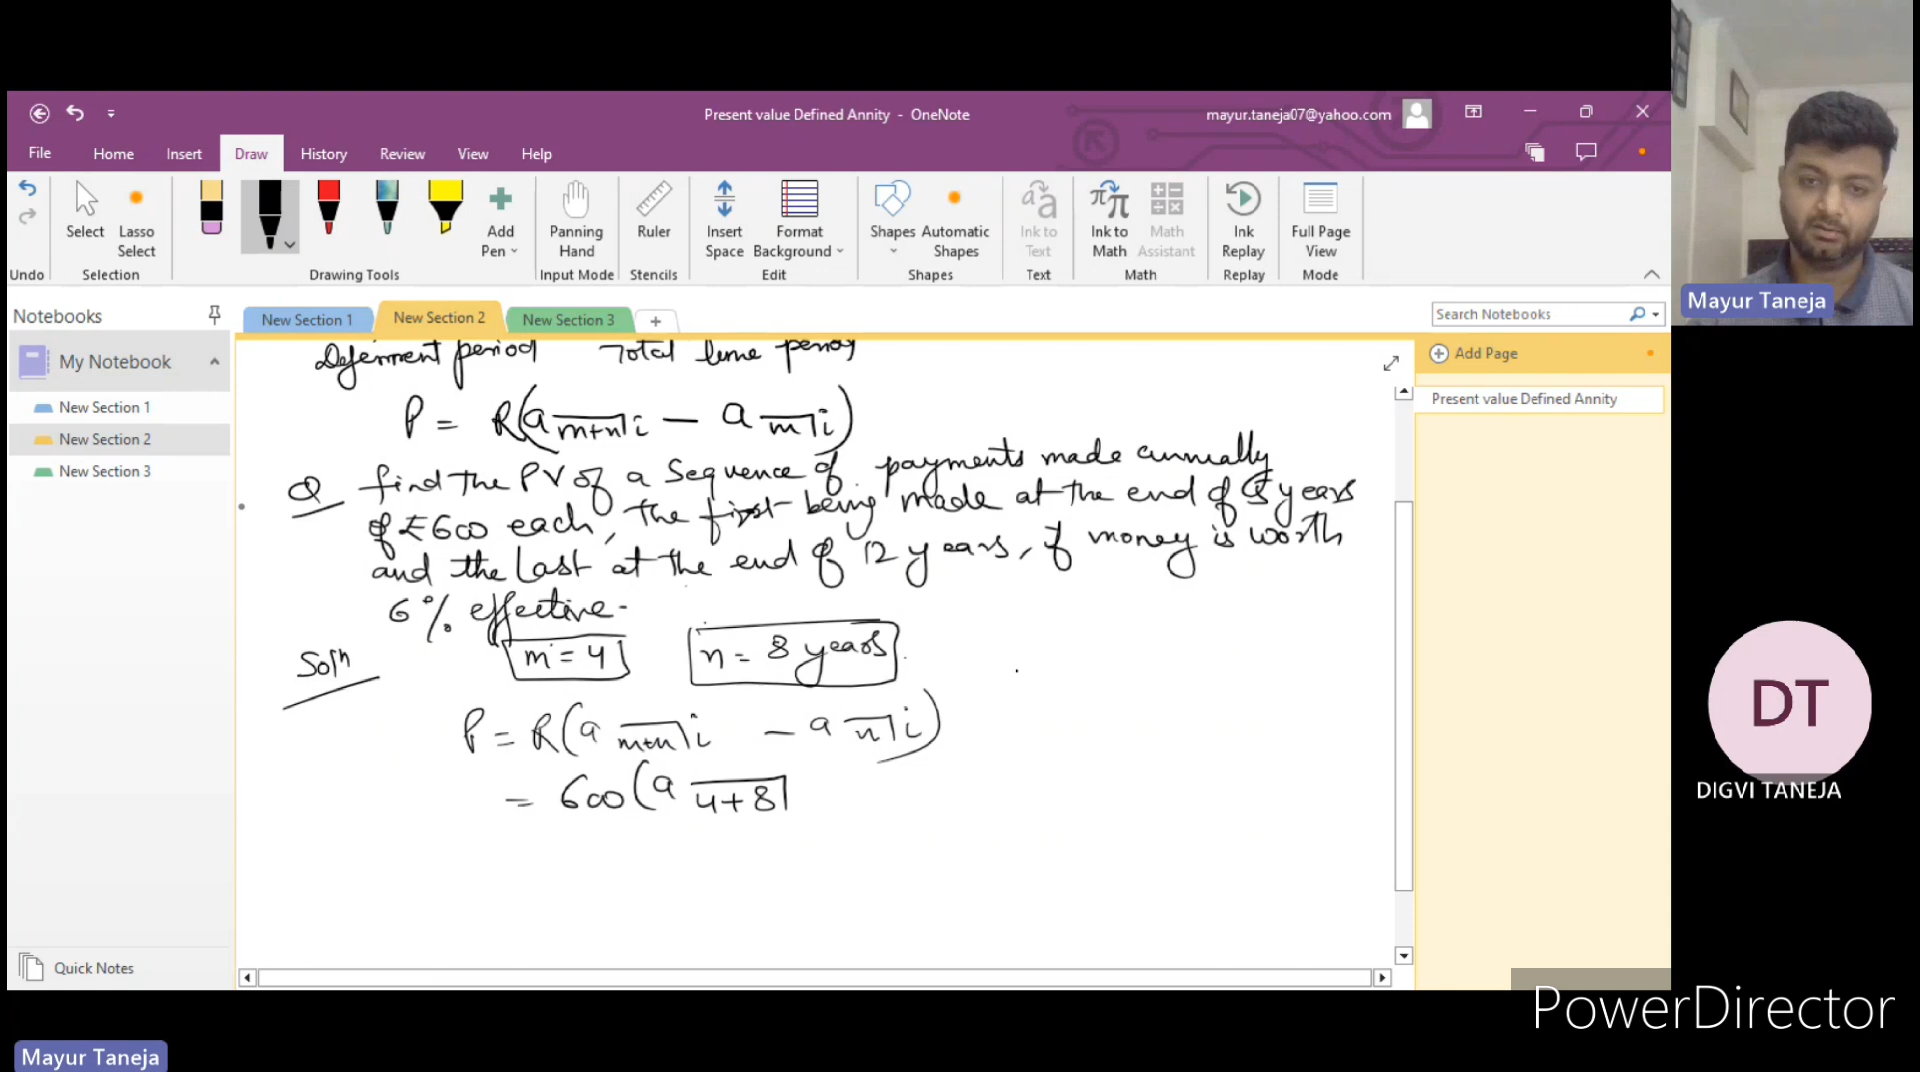 Present value Defined Annity - OneNote
mayur.taneja07@yahoo.com
File Home Insert Draw History Review View Help
Select
Lasso Select
Add Pen
Panning Hand
Ruler
Insert Space
Format Background
Shapes
Automatic Shapes
Ink to Text
Ink to Math
Math Assistant
Ink Replay
Full Page View
Undo Selection Drawing Tools Input Mode Stencils Edit Shapes Text Math Replay Mode
Mayur Taneja
Notebooks
My Notebook
New Section 1
New Section 2
New Section 3
Quick Notes
New Section 1 New Section 2 New Section 3 +
Search Notebooks
Add Page
Present value Defined Annity
Deferment period Total time period
P = R(a m+n|i - a m|i)
Q find the PV of a Sequence of payments made annually
of ₹600 each, the first being made at the end of 5 years
and the last at the end of 12 years, if money is worth
6% effective.
Soln m = 4 n = 8 years
P = R(a m+n|i - a n|i)
= 600(a 4+8|
DT
DIGVI TANEJA
PowerDirector
Mayur Taneja